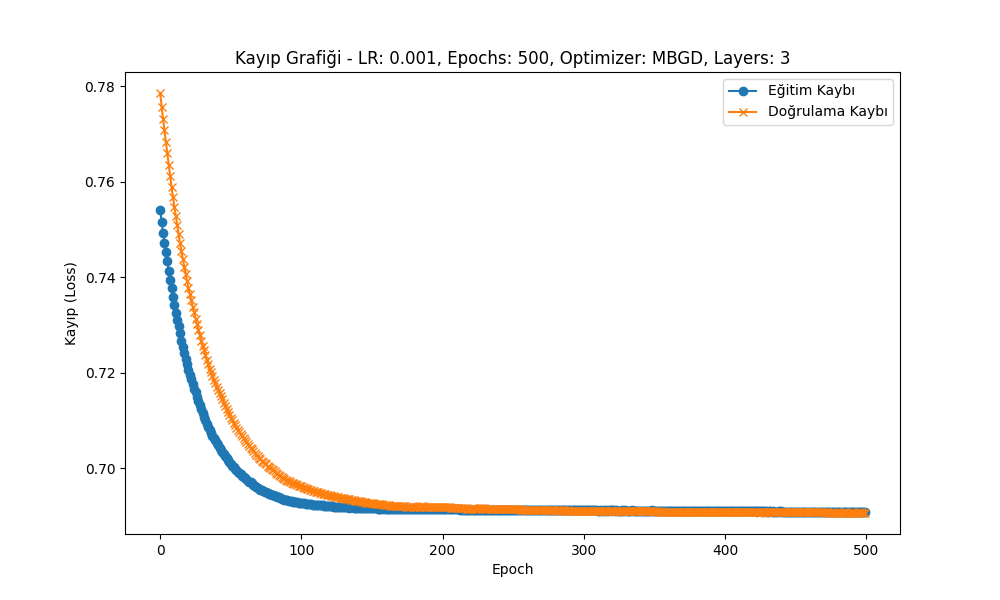 Kayıp Grafiği - LR: 0.001, Epochs: 500, Optimizer: MBGD, Layers: 3
Eğitim Kaybı
Doğrulama Kaybı
Kayıp (Loss)
0.78
0.76
0.74
0.72
0.70
0 100 200 300 400 500
Epoch